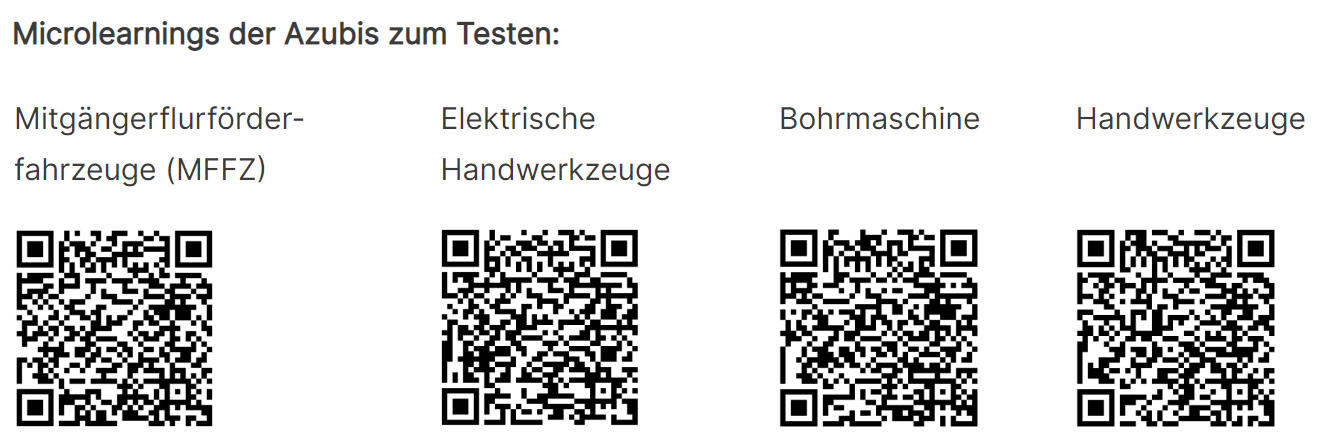 Microlearnings der Azubis zum Testen:
Mitgängerflurförder-
fahrzeuge (MFFZ)
Elektrische
Handwerkzeuge
Bohrmaschine
Handwerkzeuge